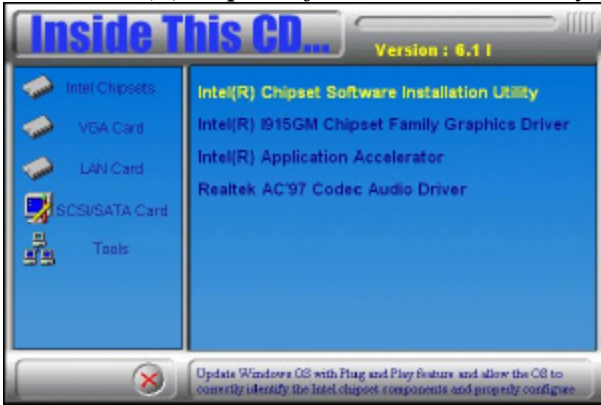 Inside This CD...
Version : 6.1 I
Intel Chipsets
VGA Card
LAN Card
SCSI/SATA Card
Tools
Intel(R) Chipset Software Installation Utility
Intel(R) I915GM Chipset Family Graphics Driver
Intel(R) Application Accelerator
Realtek AC'97 Codec Audio Driver
Update Windows OS with Plug and Play feature and allow the OS to
correctly identify the Intel chipset components and properly configure